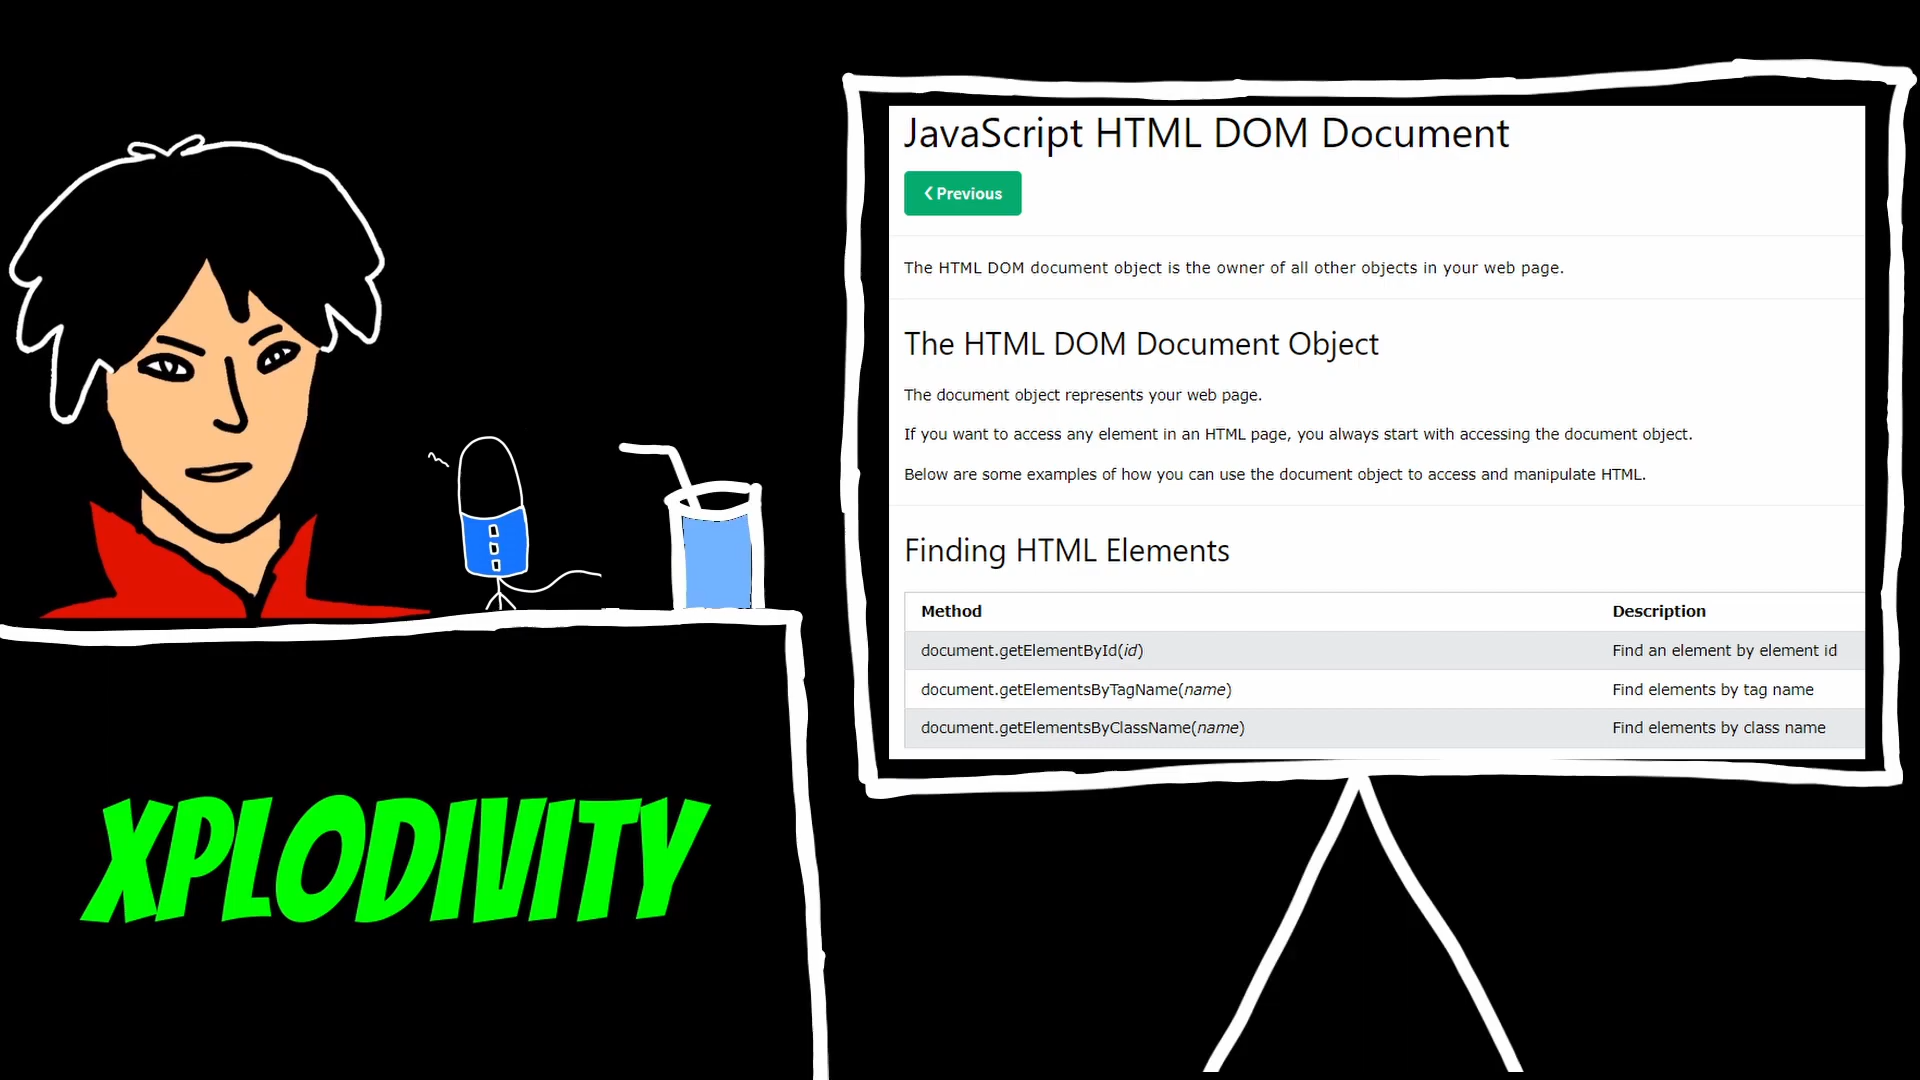 JavaScript HTML DOM Document
❮ Previous
The HTML DOM document object is the owner of all other objects in your web page.
The HTML DOM Document Object
The document object represents your web page.
If you want to access any element in an HTML page, you always start with accessing the document object.
Below are some examples of how you can use the document object to access and manipulate HTML.
Finding HTML Elements
Method Description
document.getElementById(id) Find an element by element id
document.getElementsByTagName(name) Find elements by tag name
document.getElementsByClassName(name) Find elements by class name
XPLODIVITY